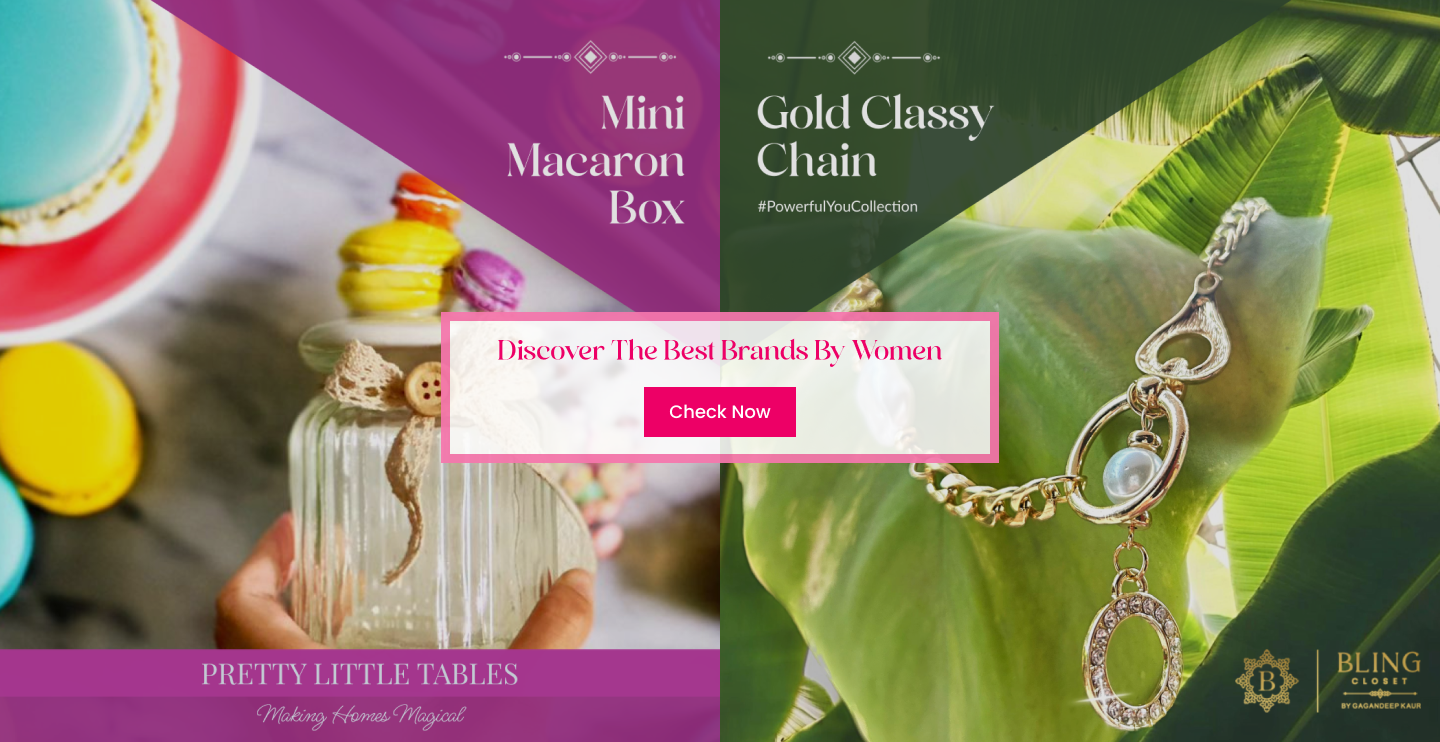 Mini
Macaron
Box
Gold Classy
Chain
#PowerfulYouCollection
Discover The Best Brands By Women
Check Now
PRETTY LITTLE TABLES
Making Homes Magical
B
BLING
CLOSET
BY GAGANDEEP KAUR